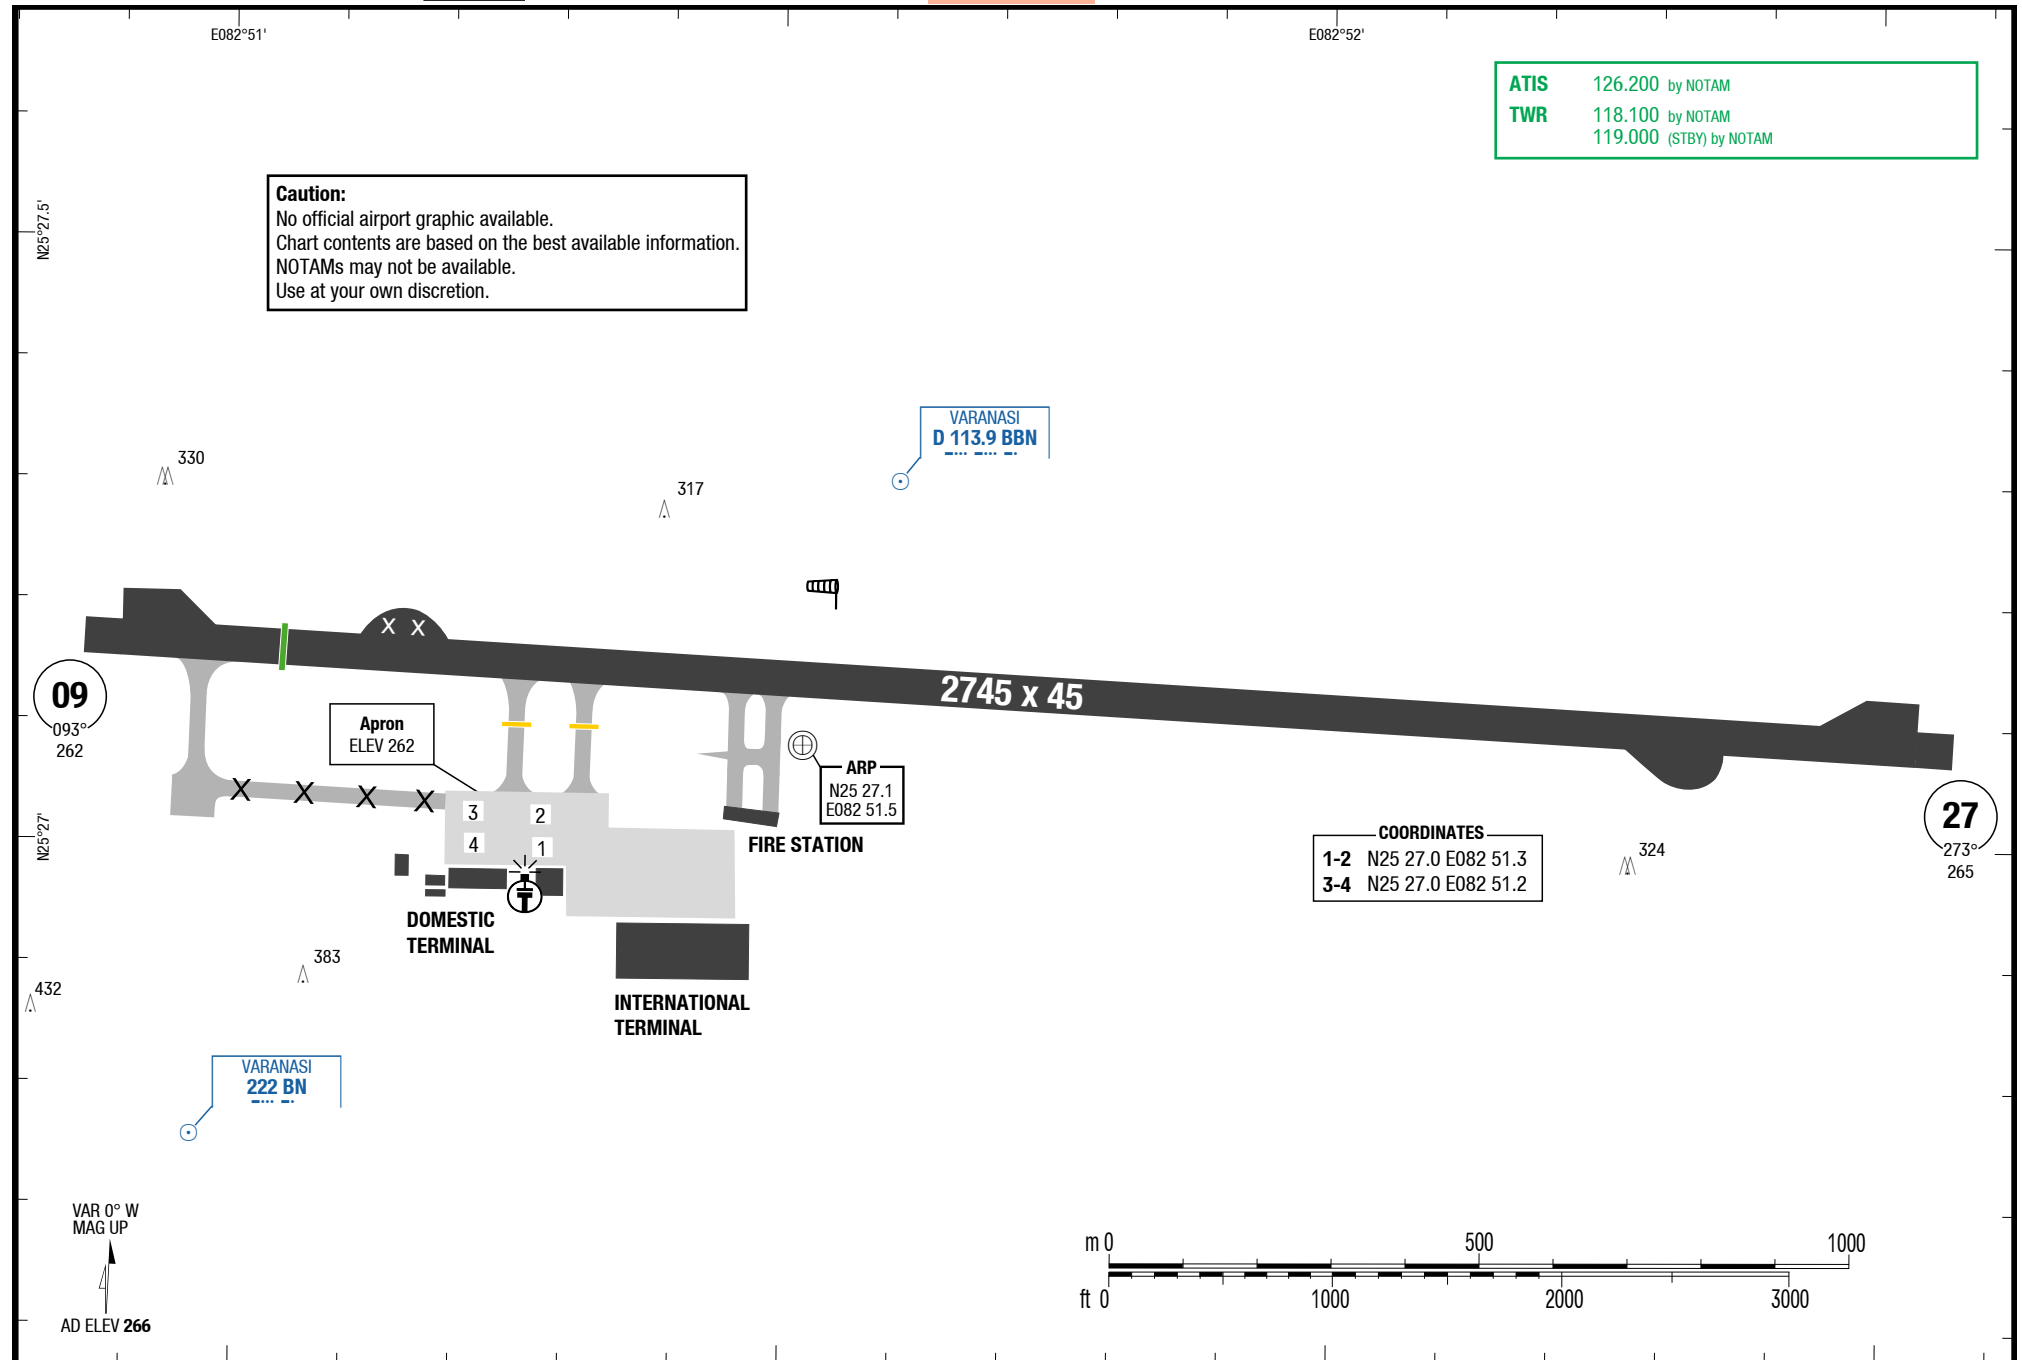 E082°51'
E082°52'
ATIS 126.200 by NOTAM
TWR 118.100 by NOTAM
119.000 (STBY) by NOTAM
Caution:
No official airport graphic available.
Chart contents are based on the best available information.
NOTAMs may not be available.
Use at your own discretion.
N25°27.5'
VARANASI
D 113.9 BBN
330
317
X X
2745 x 45
09
093°
262
Apron
ELEV 262
ARP
N25 27.1
E082 51.5
X X X X
3 2
4 1
FIRE STATION
N25°27'
COORDINATES
1-2 N25 27.0 E082 51.3
3-4 N25 27.0 E082 51.2
324
27
273°
265
DOMESTIC
TERMINAL
383
432
INTERNATIONAL
TERMINAL
VARANASI
222 BN
VAR 0° W
MAG UP
AD ELEV 266
m 0 500 1000
ft 0 1000 2000 3000